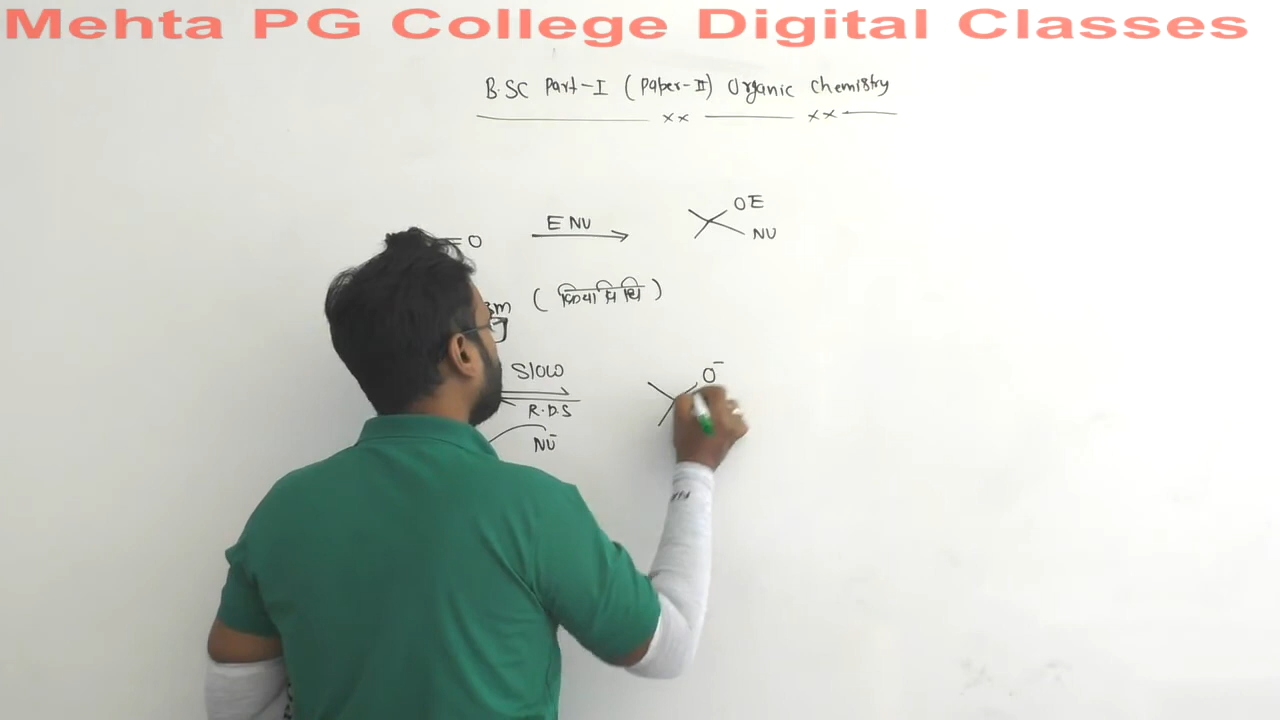 Mehta PG College Digital Classes
B.SC Part-I (Paper-II) Organic Chemistry
xx xx
OE
E NU
= O
NU
(क्रिया विधि)
O⁻
Slow
R.D.S
NU⁻